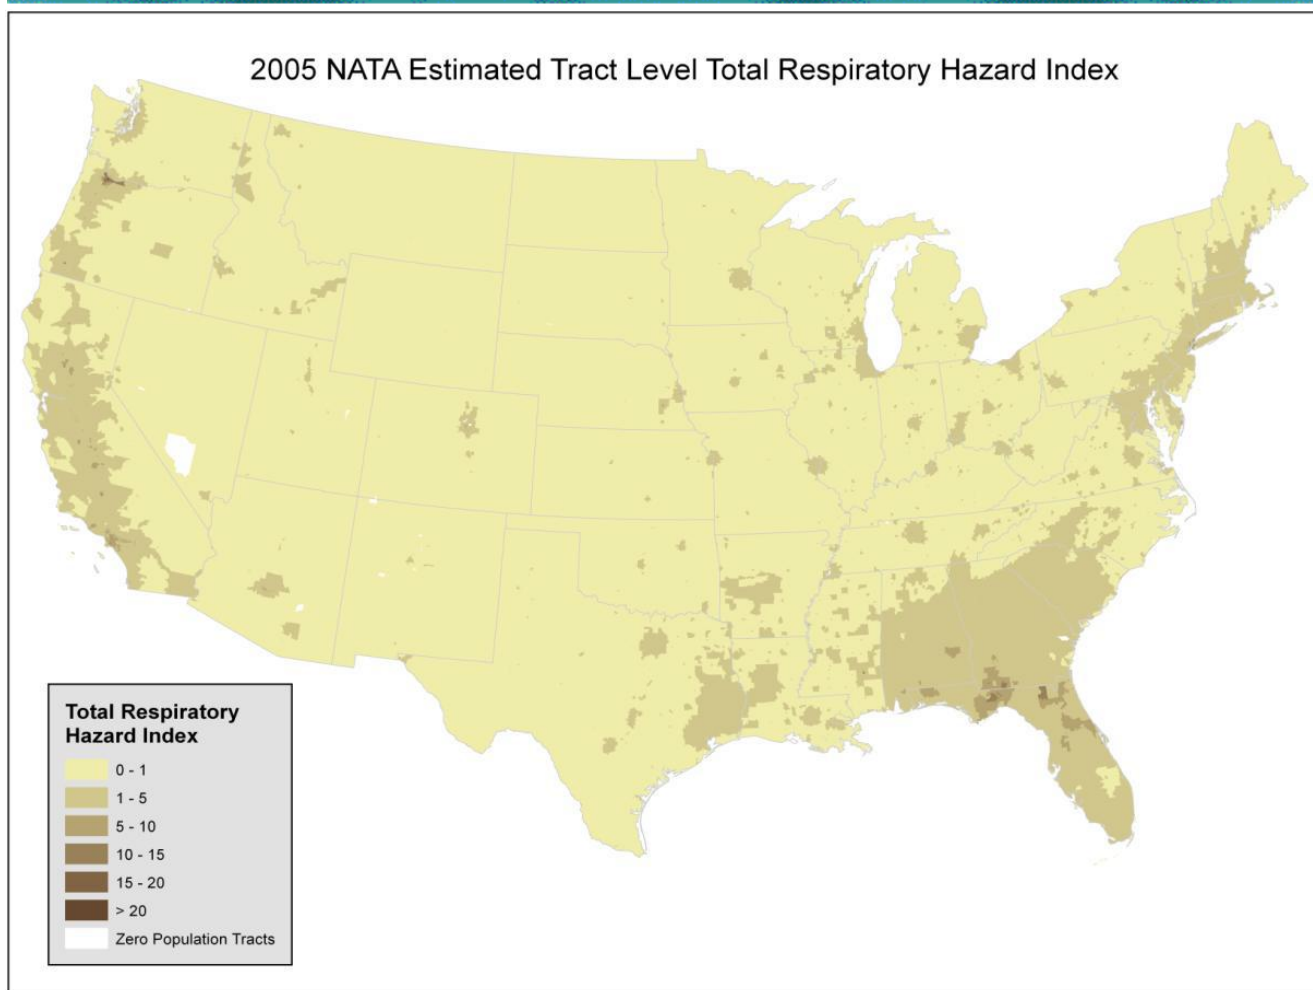 2005 NATA Estimated Tract Level Total Respiratory Hazard Index
Total Respiratory
Hazard Index
0 - 1
1 - 5
5 - 10
10 - 15
15 - 20
> 20
Zero Population Tracts